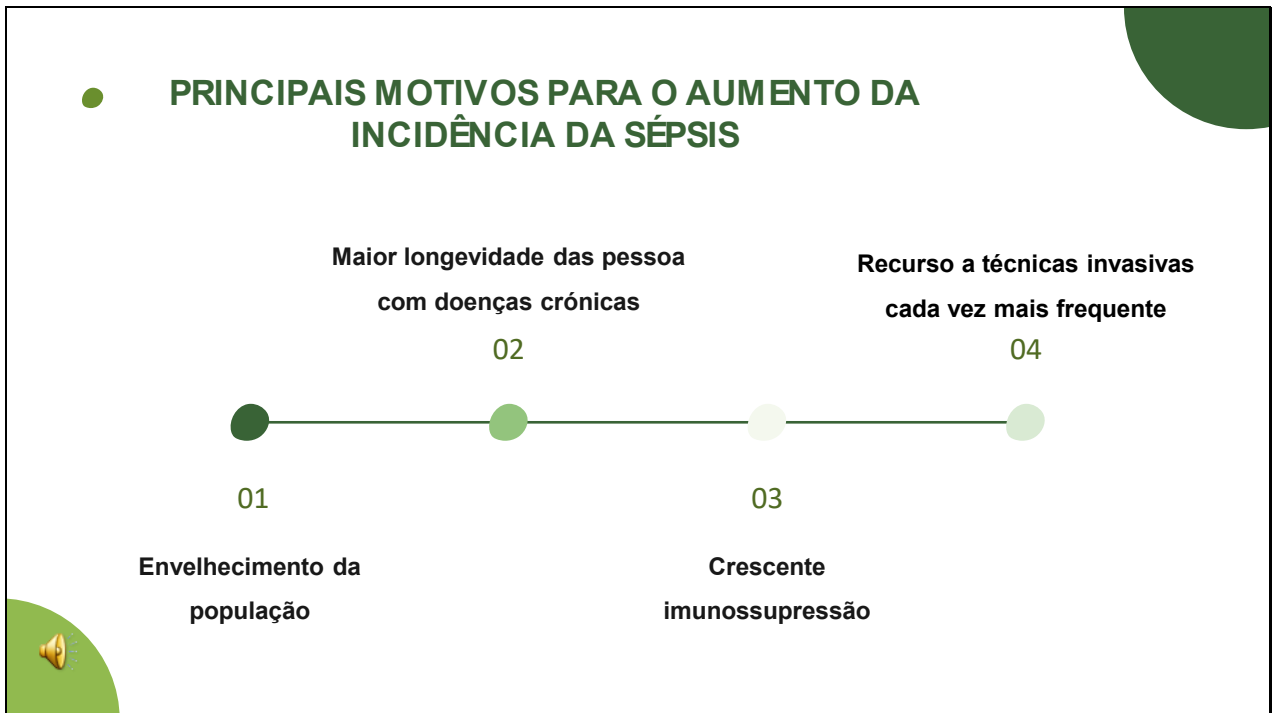 PRINCIPAIS MOTIVOS PARA O AUMENTO DA
INCIDÊNCIA DA SÉPSIS
01
Envelhecimento da
população
Maior longevidade das pessoa
com doenças crónicas
02
03
Crescente
imunossupressão
Recurso a técnicas invasivas
cada vez mais frequente
04